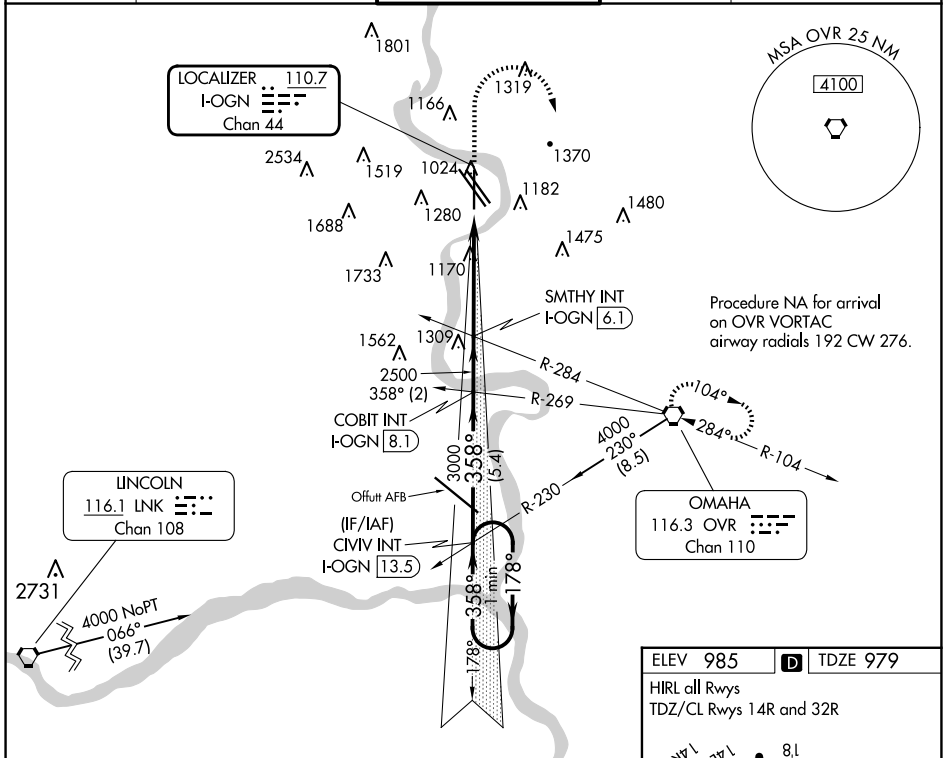 1801
MSA OVR 25 NM
4100
LOCALIZER 110.7
I-OGN
Chan 44
1319
1166
1370
2534
1519
1024
1182
1280
1480
1688
1475
1733
1170
SMTHY INT
I-OGN 6.1
Procedure NA for arrival
on OVR VORTAC
airway radials 192 CW 276.
1562
1309
R-284
2500
358° (2)
R-269
104°
COBIT INT
I-OGN 8.1
284°
R-104
4000
230°
(8.5)
3000
358°
(5.4)
R-230
LINCOLN
116.1 LNK
Chan 108
Offutt AFB
OMAHA
116.3 OVR
Chan 110
(IF/IAF)
CIVIV INT
I-OGN 13.5
2731
4000 NoPT
066°
(39.7)
358°
1 min
178°
178°
ELEV 985 D TDZE 979
HIRL all Rwys
TDZ/CL Rwys 14R and 32R